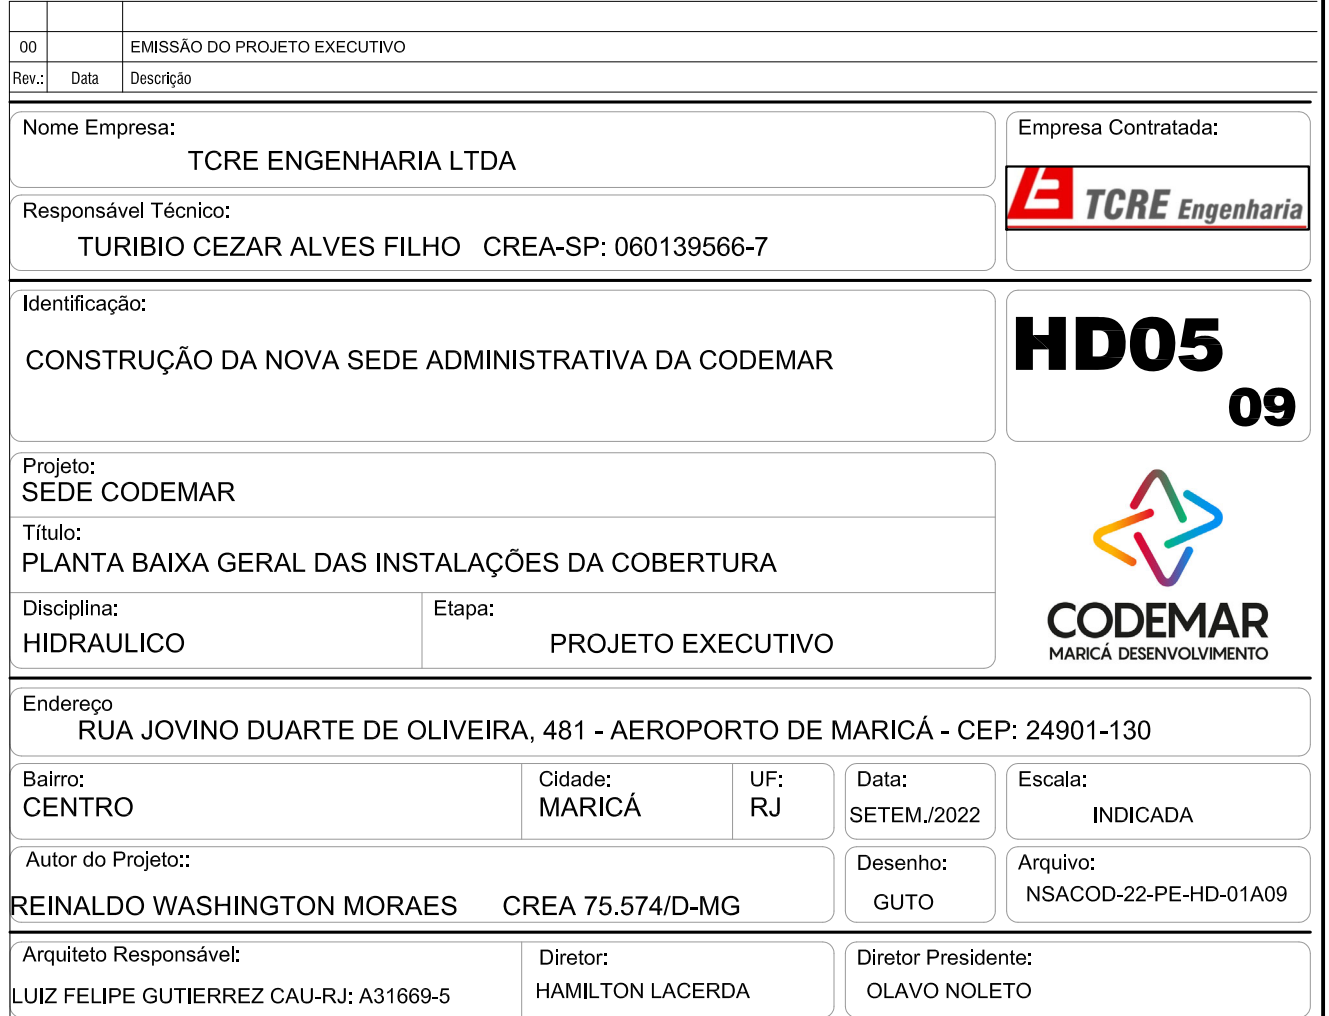 00 EMISSÃO DO PROJETO EXECUTIVO
Rev.: Data Descrição
Nome Empresa:
TCRE ENGENHARIA LTDA
Empresa Contratada:
TCRE Engenharia
Responsável Técnico:
TURIBIO CEZAR ALVES FILHO CREA-SP: 060139566-7
Identificação:
CONSTRUÇÃO DA NOVA SEDE ADMINISTRATIVA DA CODEMAR
HD05
09
Projeto:
SEDE CODEMAR
Título:
PLANTA BAIXA GERAL DAS INSTALAÇÕES DA COBERTURA
Disciplina:
HIDRAULICO
Etapa:
PROJETO EXECUTIVO
CODEMAR
MARICÁ DESENVOLVIMENTO
Endereço
RUA JOVINO DUARTE DE OLIVEIRA, 481 - AEROPORTO DE MARICÁ - CEP: 24901-130
Bairro:
CENTRO
Cidade:
MARICÁ
UF:
RJ
Data:
SETEM./2022
Escala:
INDICADA
Autor do Projeto::
REINALDO WASHINGTON MORAES CREA 75.574/D-MG
Desenho:
GUTO
Arquivo:
NSACOD-22-PE-HD-01A09
Arquiteto Responsável:
LUIZ FELIPE GUTIERREZ CAU-RJ: A31669-5
Diretor:
HAMILTON LACERDA
Diretor Presidente:
OLAVO NOLETO